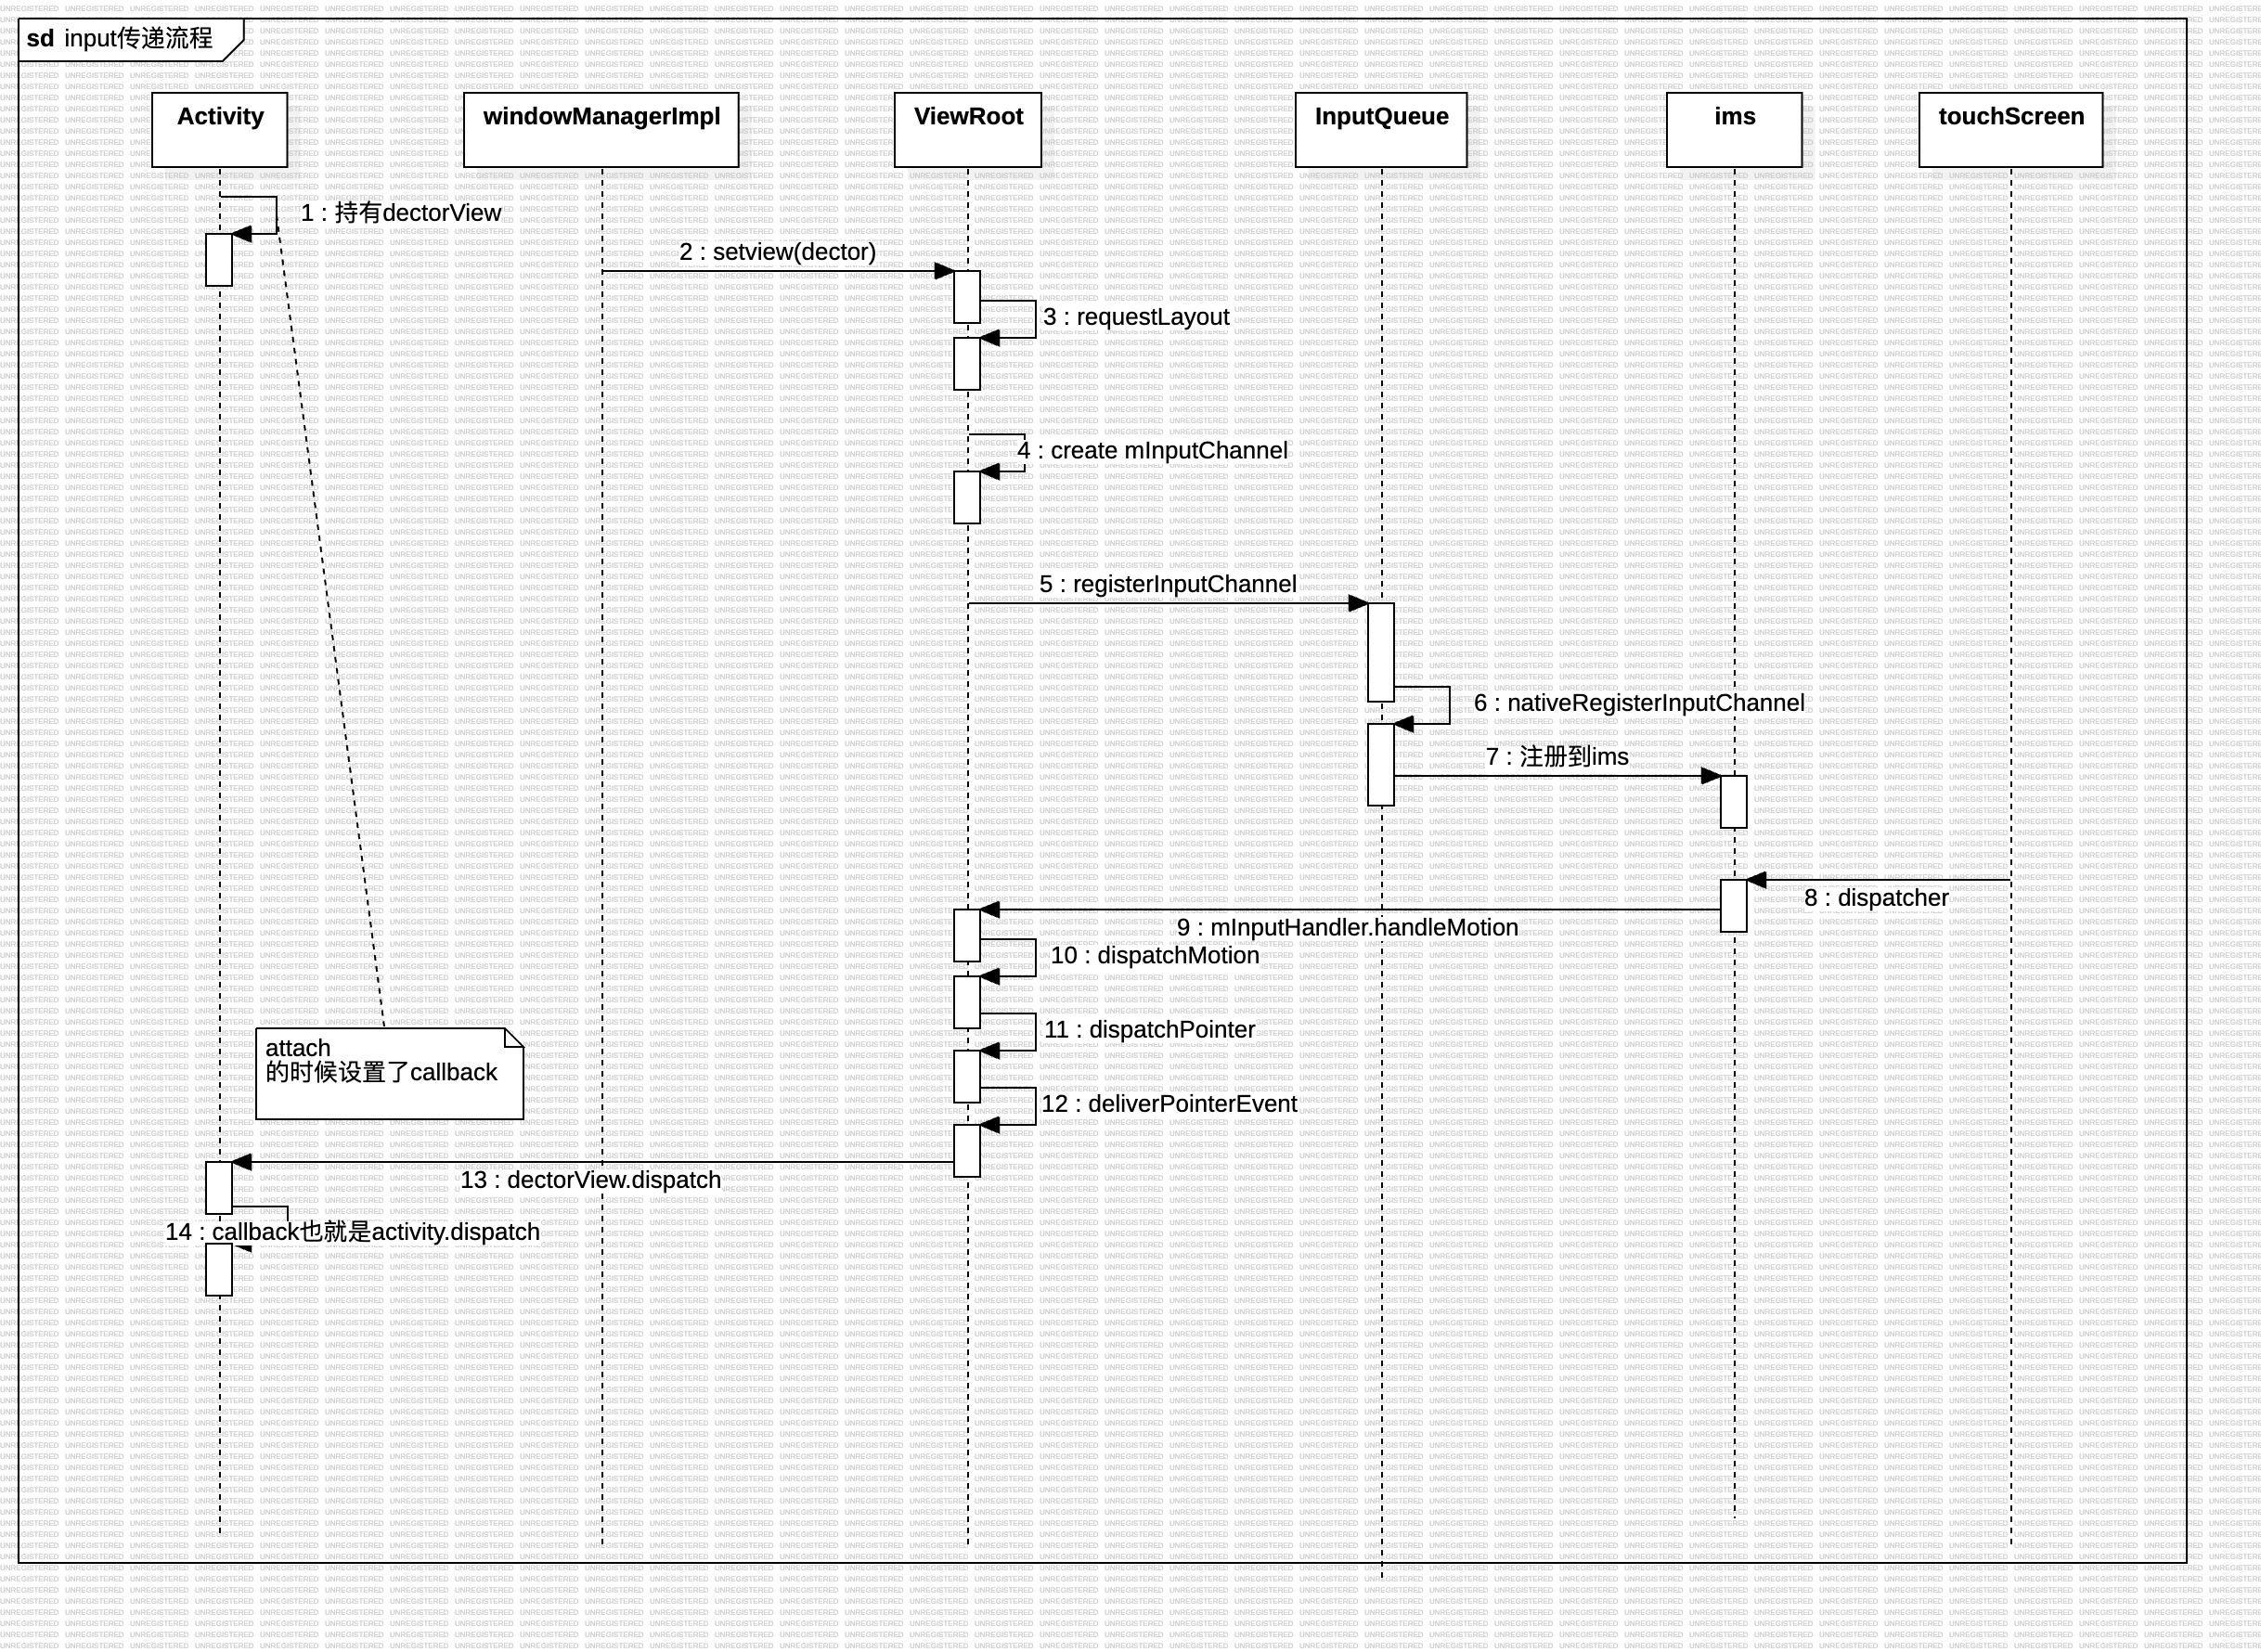 sd input传递流程
Activity
windowManagerImpl
ViewRoot
InputQueue
ims
touchScreen
1 : 持有dectorView
2 : setview(dector)
3 : requestLayout
4 : create mInputChannel
5 : registerInputChannel
6 : nativeRegisterInputChannel
7 : 注册到ims
8 : dispatcher
9 : mInputHandler.handleMotion
10 : dispatchMotion
11 : dispatchPointer
attach
的时候设置了callback
12 : deliverPointerEvent
13 : dectorView.dispatch
14 : callback也就是activity.dispatch
UNREGISTERED